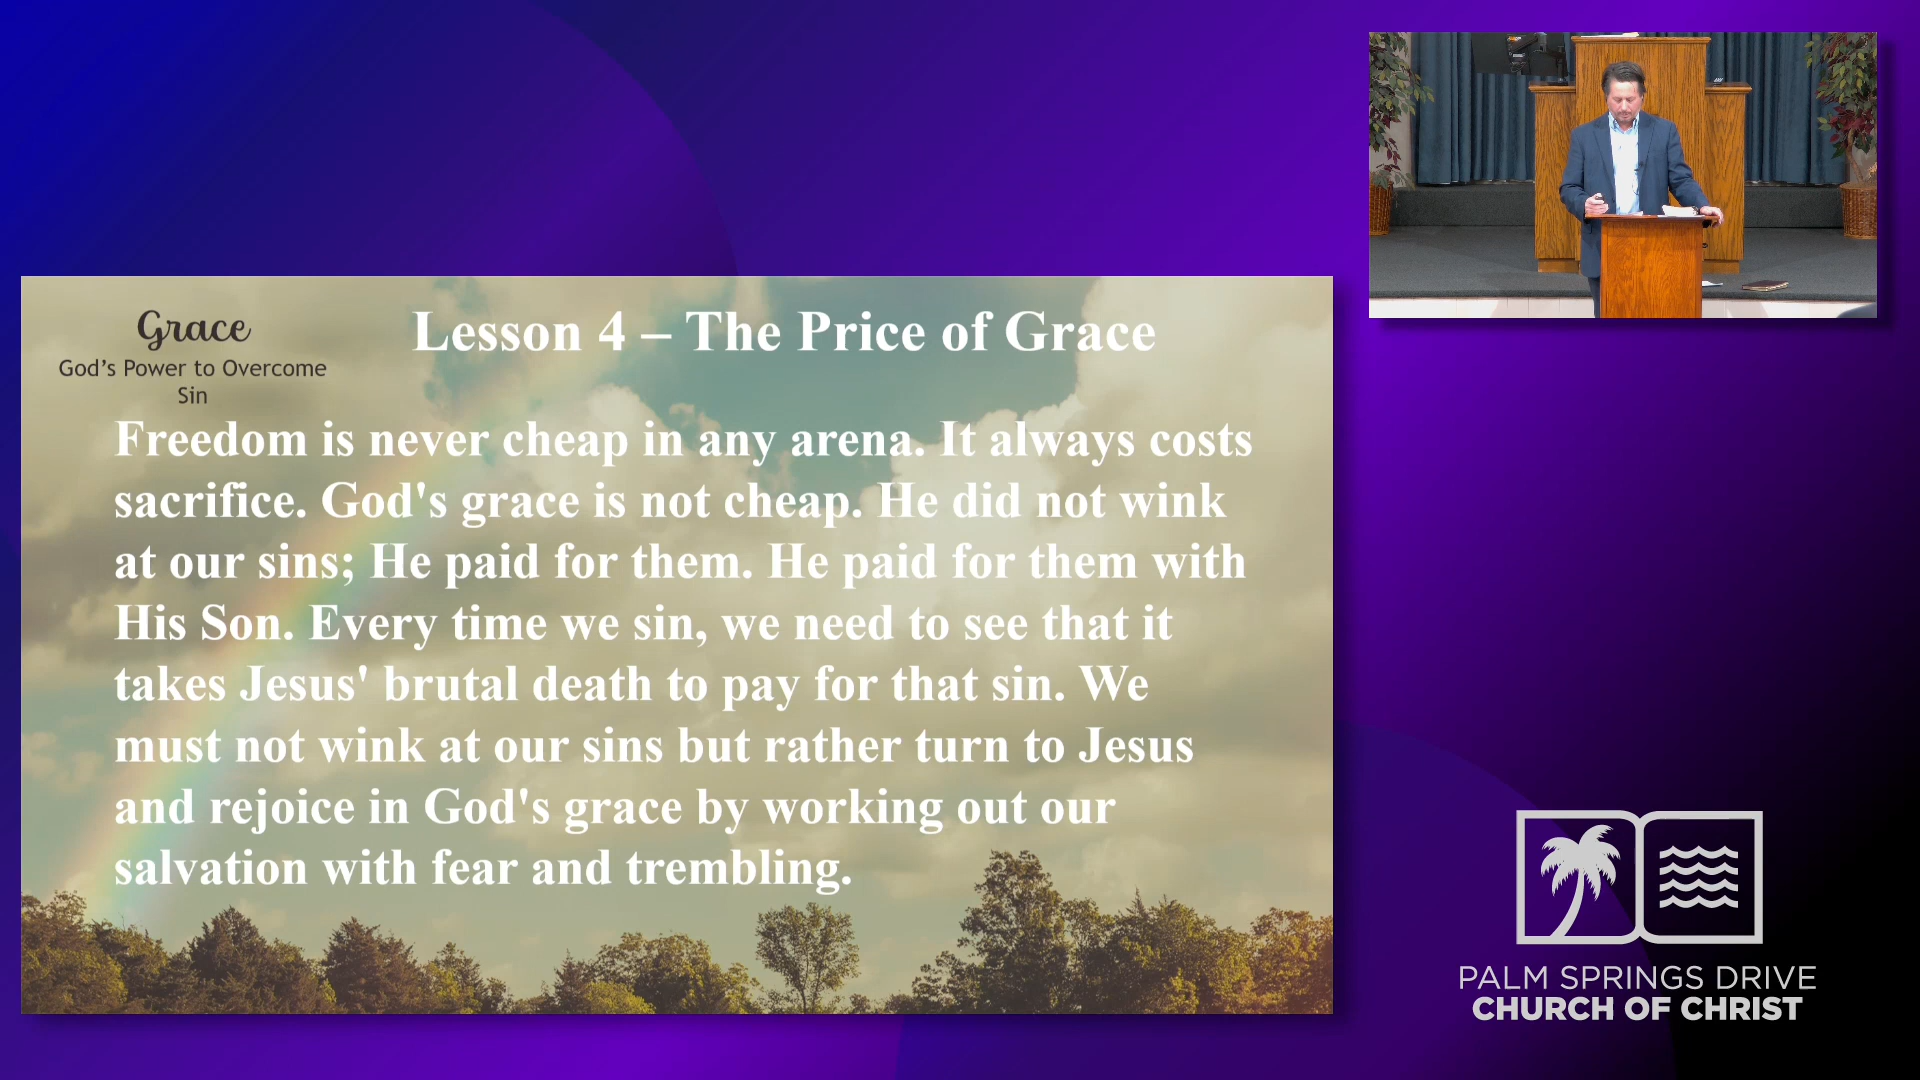 Grace
God's Power to Overcome
Sin
Lesson 4 – The Price of Grace
Freedom is never cheap in any arena. It always costs
sacrifice. God's grace is not cheap. He did not wink
at our sins; He paid for them. He paid for them with
His Son. Every time we sin, we need to see that it
takes Jesus' brutal death to pay for that sin. We
must not wink at our sins but rather turn to Jesus
and rejoice in God's grace by working out our
salvation with fear and trembling.
PALM SPRINGS DRIVE
CHURCH OF CHRIST